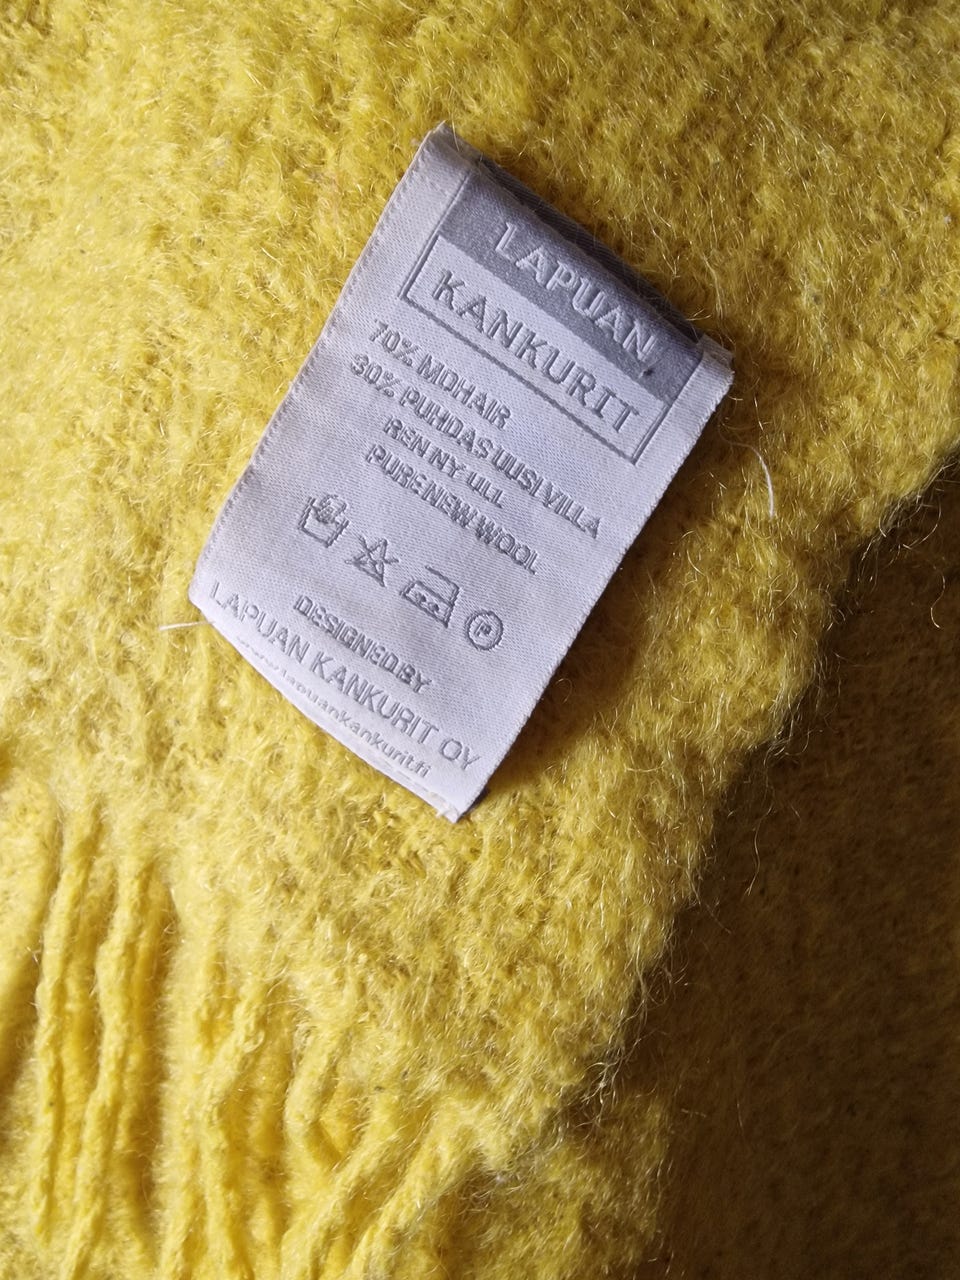 LAPUAN
KANKURIT
70% MOHAIR
30% PUHDAS UUSI VILLA
REN NY ULL
PURE NEW WOOL
P
DESIGNED BY
LAPUAN KANKURIT OY
www.lapuankankurit.fi